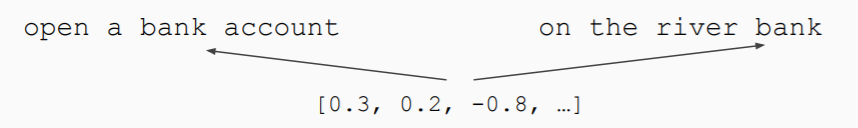 open a bank account
on the river bank
[0.3, 0.2, -0.8, …]